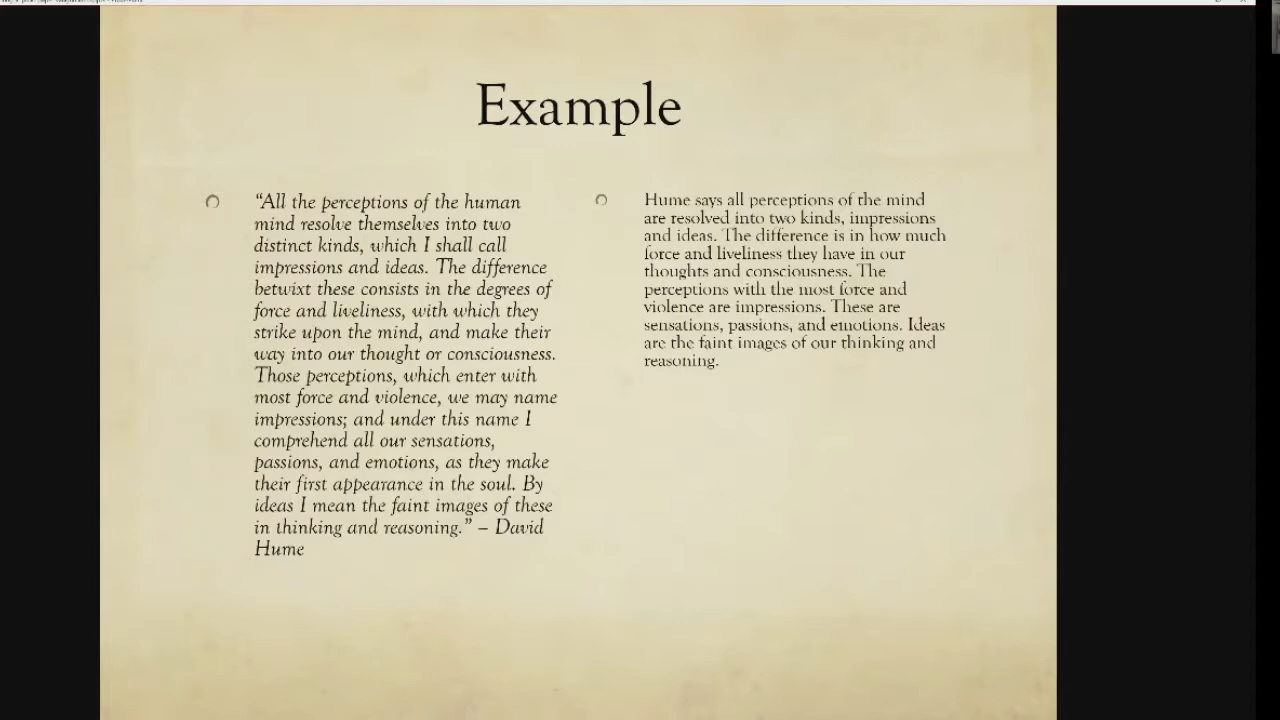 Example
“All the perceptions of the human
mind resolve themselves into two
distinct kinds, which I shall call
impressions and ideas. The difference
betwixt these consists in the degrees of
force and liveliness, with which they
strike upon the mind, and make their
way into our thought or consciousness.
Those perceptions, which enter with
most force and violence, we may name
impressions; and under this name I
comprehend all our sensations,
passions, and emotions, as they make
their first appearance in the soul. By
ideas I mean the faint images of these
in thinking and reasoning.” – David
Hume
Hume says all perceptions of the mind
are resolved into two kinds, impressions
and ideas. The difference is in how much
force and liveliness they have in our
thoughts and consciousness. The
perceptions with the most force and
violence are impressions. These are
sensations, passions, and emotions. Ideas
are the faint images of our thinking and
reasoning.